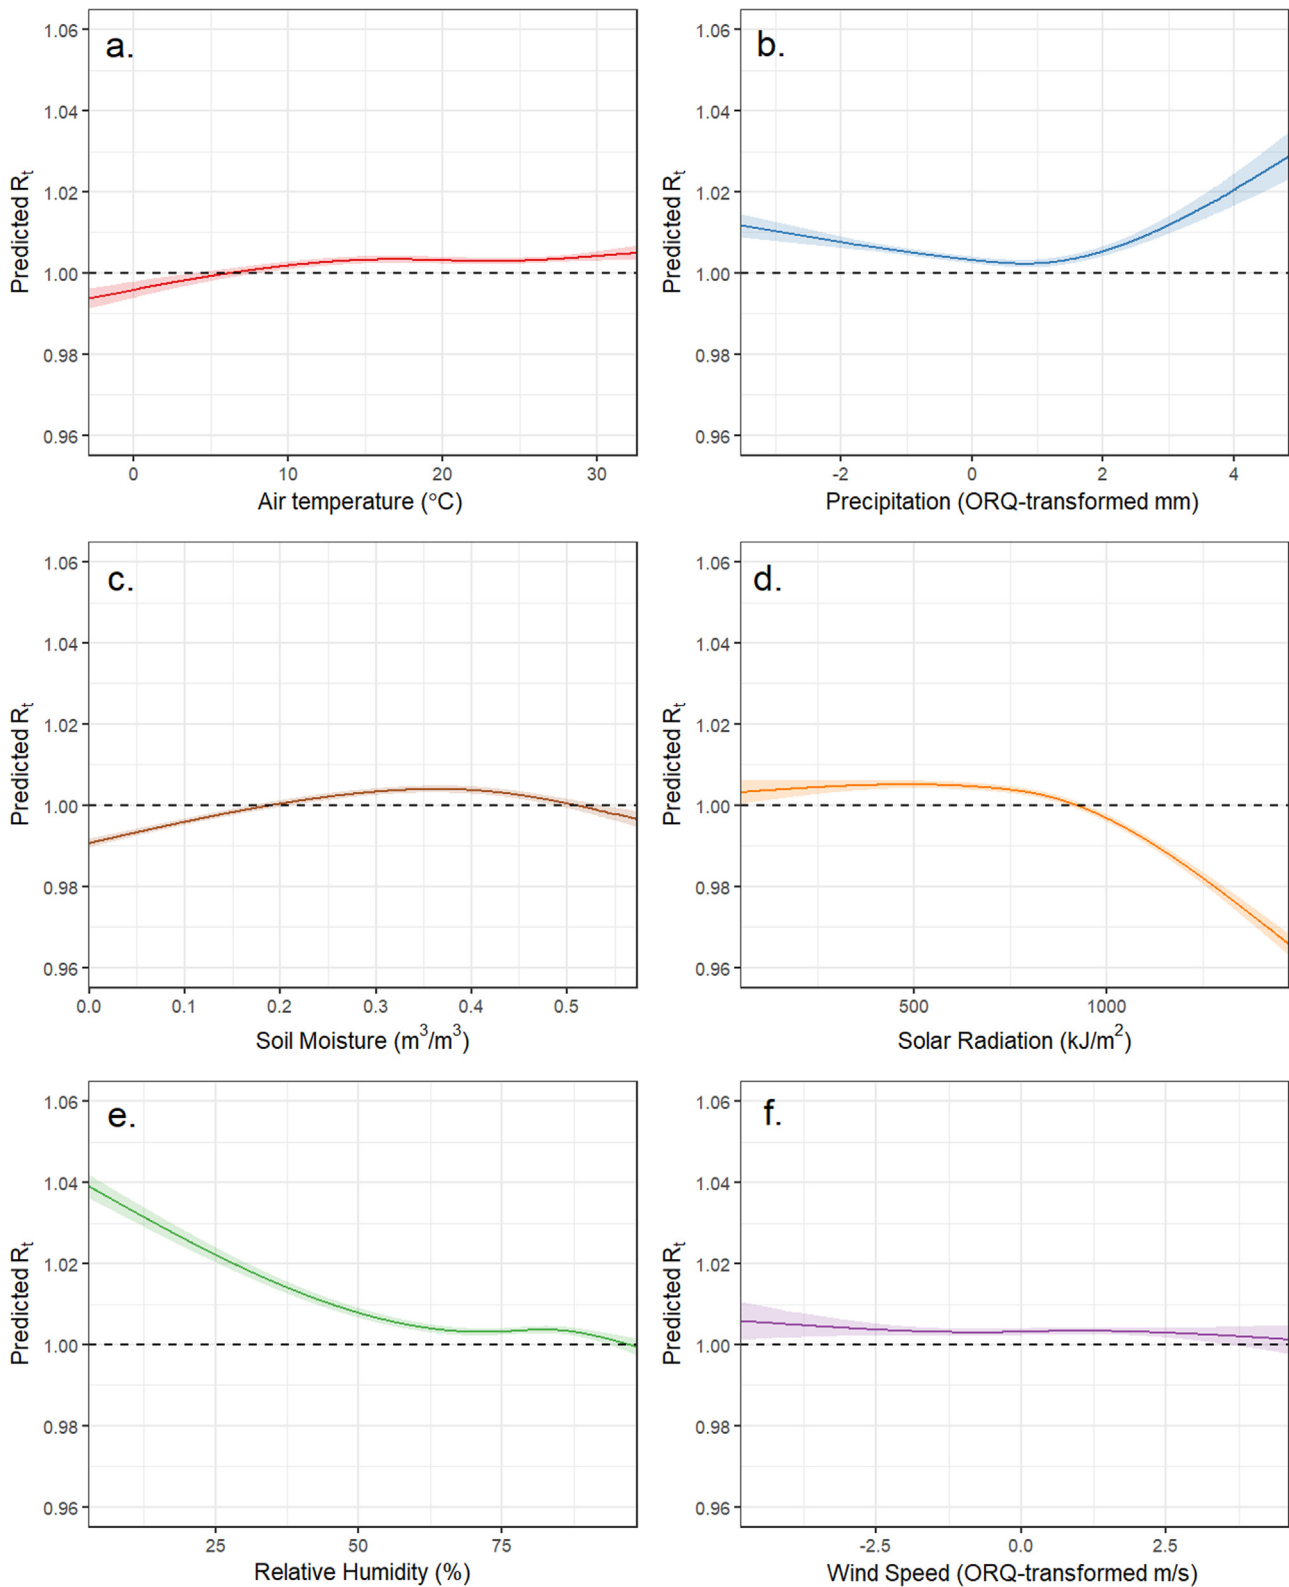 a.
1.06
1.04
1.02
1.00
0.98
0.96
Predicted Rt
0 10 20 30
Air temperature (°C)
b.
1.06
1.04
1.02
1.00
0.98
0.96
Predicted Rt
-2 0 2 4
Precipitation (ORQ-transformed mm)
c.
1.06
1.04
1.02
1.00
0.98
0.96
Predicted Rt
0.0 0.1 0.2 0.3 0.4 0.5
Soil Moisture (m³/m³)
d.
1.06
1.04
1.02
1.00
0.98
0.96
Predicted Rt
500 1000
Solar Radiation (kJ/m²)
e.
1.06
1.04
1.02
1.00
0.98
0.96
Predicted Rt
25 50 75
Relative Humidity (%)
f.
1.06
1.04
1.02
1.00
0.98
0.96
Predicted Rt
-2.5 0.0 2.5
Wind Speed (ORQ-transformed m/s)